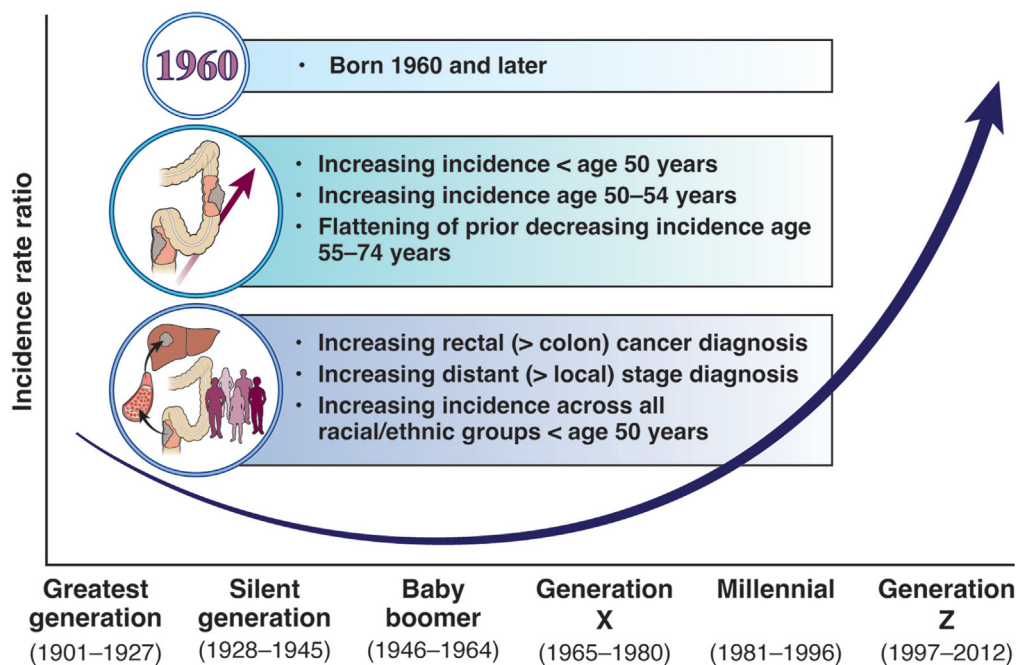 1960
• Born 1960 and later
• Increasing incidence < age 50 years
• Increasing incidence age 50–54 years
• Flattening of prior decreasing incidence age
55–74 years
• Increasing rectal (> colon) cancer diagnosis
• Increasing distant (> local) stage diagnosis
• Increasing incidence across all
racial/ethnic groups < age 50 years
Incidence rate ratio
Greatest
generation
(1901–1927)
Silent
generation
(1928–1945)
Baby
boomer
(1946–1964)
Generation
X
(1965–1980)
Millennial
(1981–1996)
Generation
Z
(1997–2012)